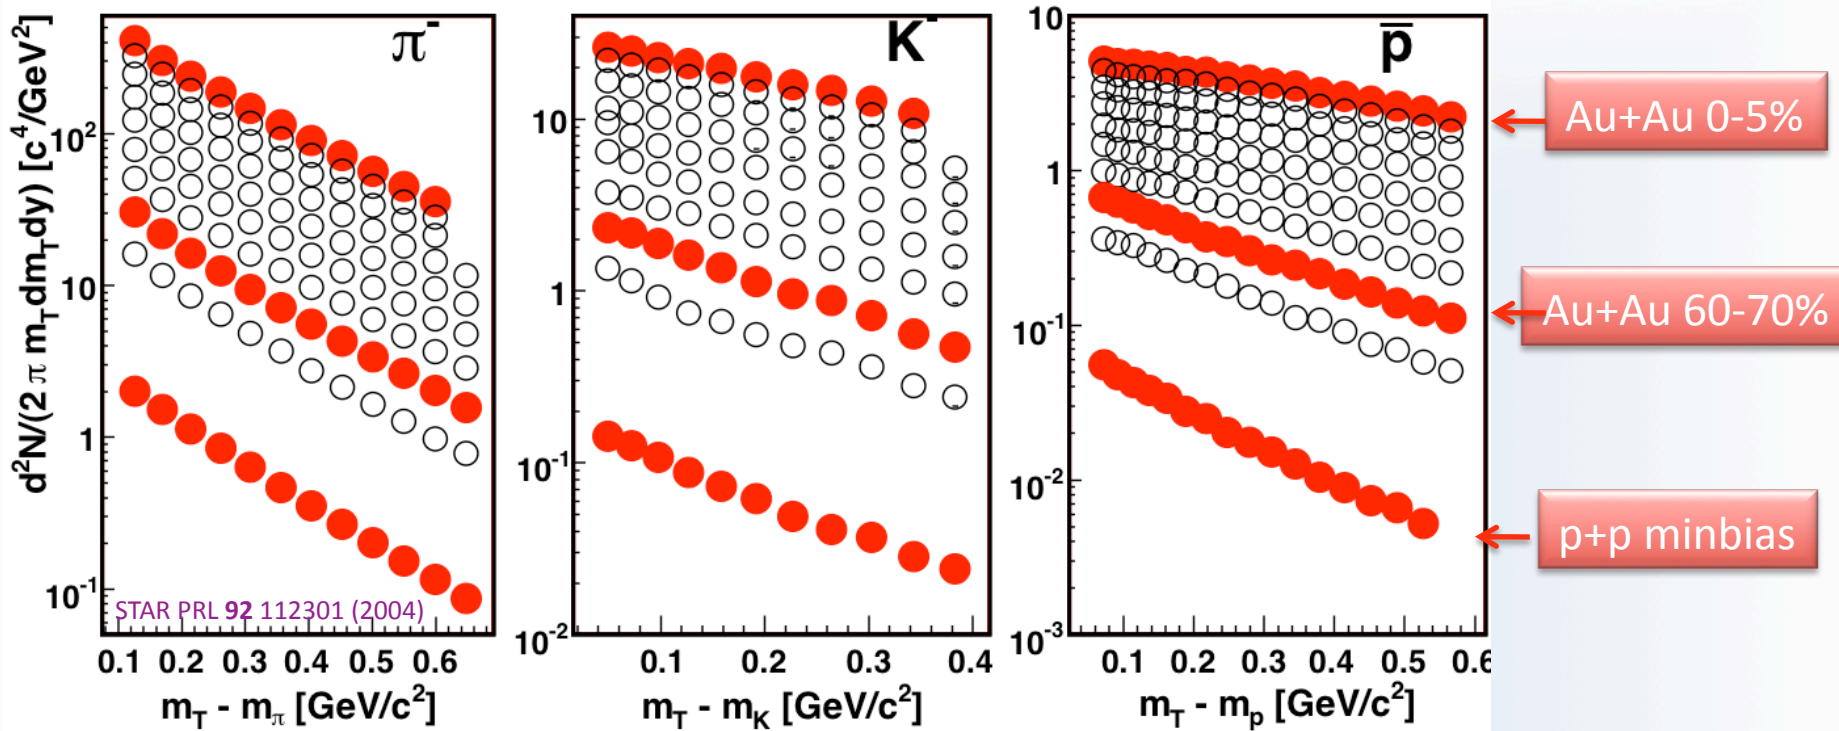 d²N/(2 π m_T dm_T dy) [c⁴/GeV²]
10²
10
1
10⁻¹
π⁻
STAR PRL 92 112301 (2004)
0.1 0.2 0.3 0.4 0.5 0.6
m_T - m_π [GeV/c²]
10
1
10⁻¹
10⁻²
K⁻
0.1 0.2 0.3 0.4
m_T - m_K [GeV/c²]
10
1
10⁻¹
10⁻²
10⁻³
p̅
0.1 0.2 0.3 0.4 0.5 0.6
m_T - m_p [GeV/c²]
Au+Au 0-5%
Au+Au 60-70%
p+p minbias